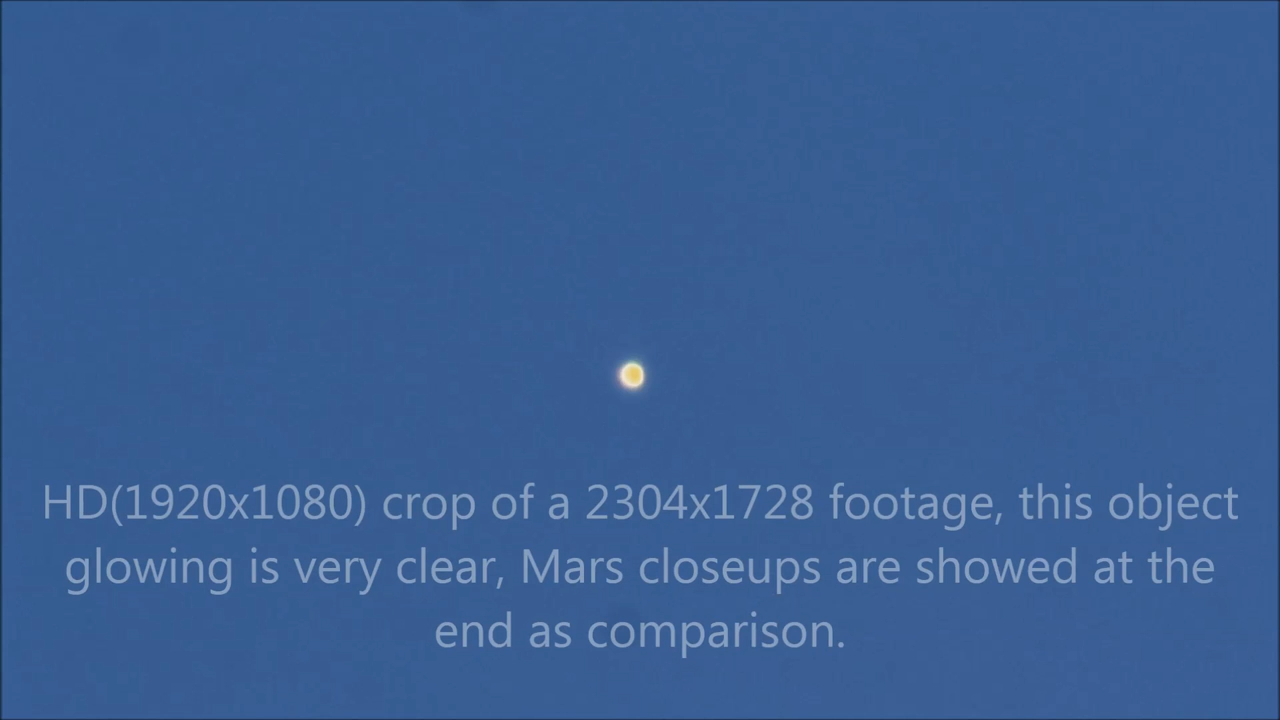 HD(1920x1080) crop of a 2304x1728 footage, this object
glowing is very clear, Mars closeups are showed at the
end as comparison.